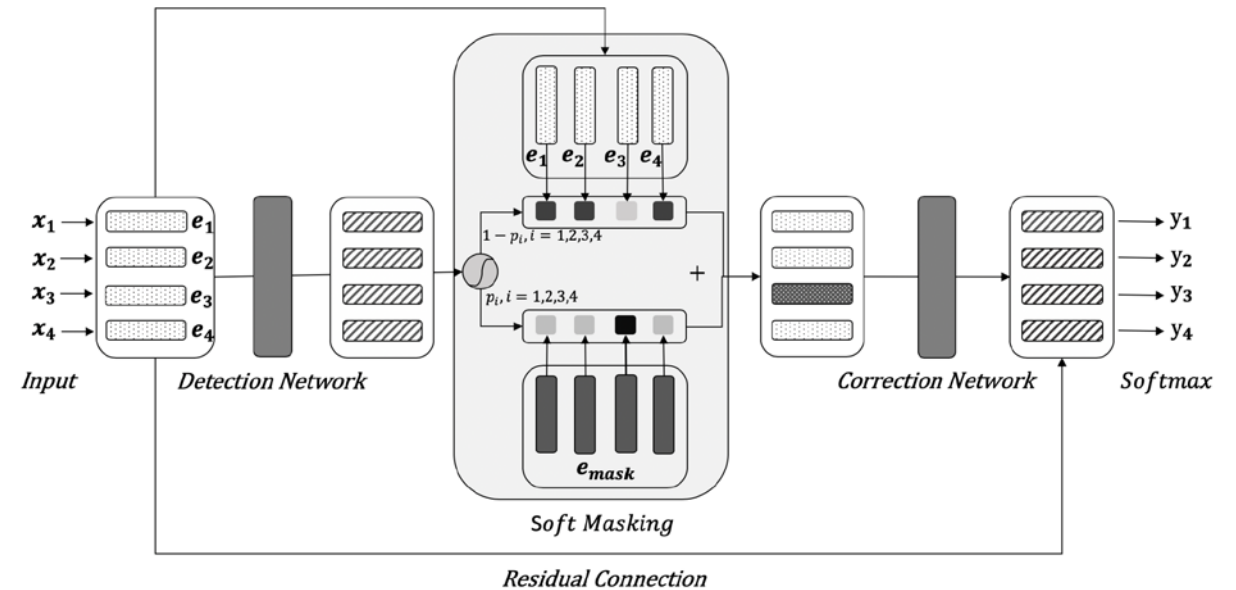 e₁ e₂ e₃ e₄
x₁ e₁
x₂ e₂
x₃ e₃
x₄ e₄
1 − pᵢ, i = 1,2,3,4
+
pᵢ, i = 1,2,3,4
y₁
y₂
y₃
y₄
Input
Detection Network
Correction Network
Softmax
e_mask
Soft Masking
Residual Connection